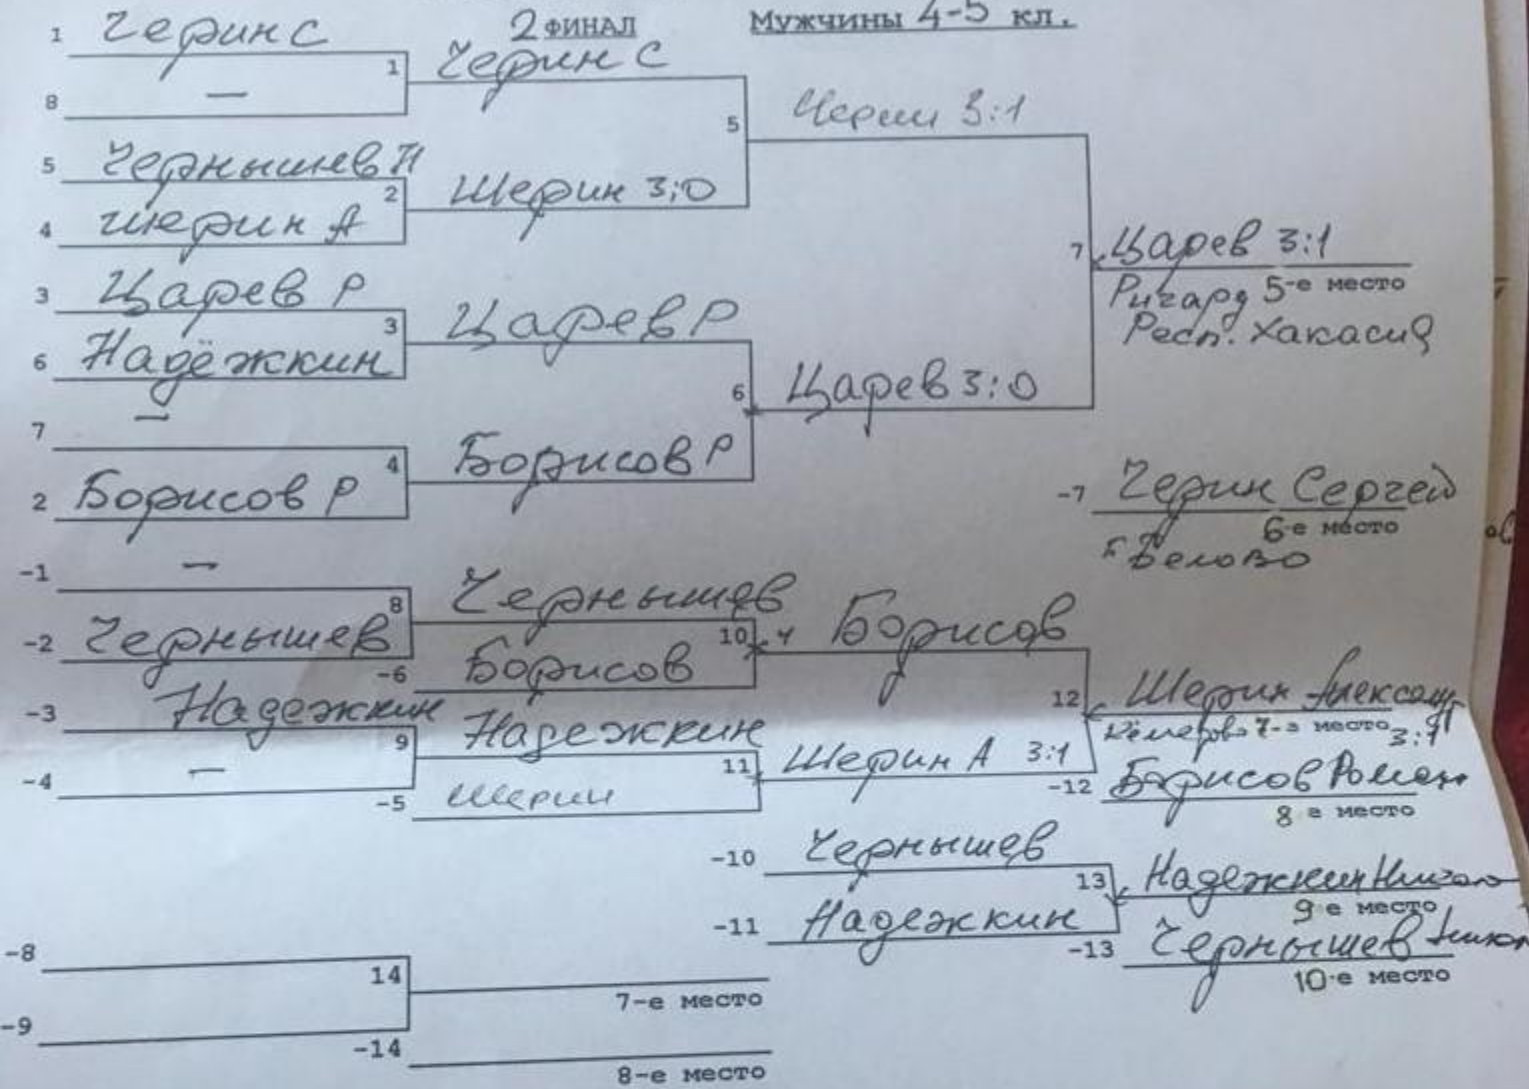 2 ФИНАЛ Мужчины 4-5 кл.
1 Черин С
8 —
1 Черин С
5 Чернышев Н
4 Шерин А
2 Шерин 3:0
5 Черин 3:1
3 Царев Р
6 Надёжкин
3 Царев Р
7 —
2 Борисов Р
4 Борисов Р
6 Царев 3:0
7 Царев 3:1
5-е место
Ричард
Респ. Хакасия
-7 Черин Сергей
6-е место
г Белово
-1 —
-2 Чернышев
8 Чернышев
-6 Борисов
10 Борисов
-3 Надежкин
-4 —
9 Надежкин
-5 Шерин
11 Шерин А 3:1
12 Шерин
Кемерово 7-е место 3:1
-12 Борисов Роман
8 е место
-10 Чернышев
-11 Надежкин
13 Надежкин
9-е место
-13 Чернышев
10-е место
-8
-9
14
7-е место
-14
8-е место